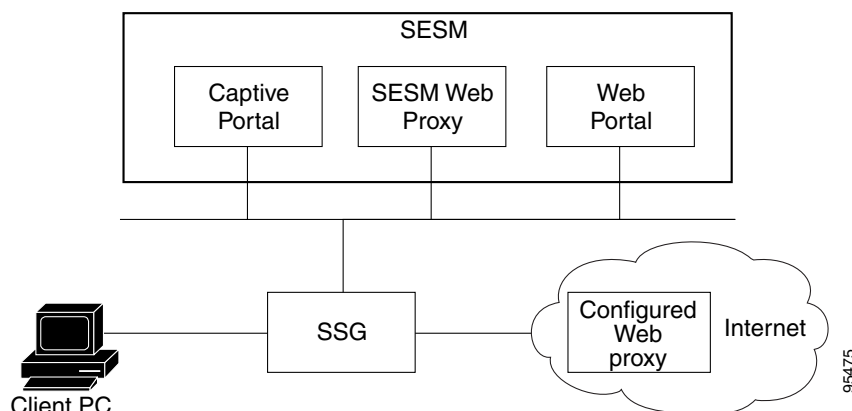 SESM
Captive
Portal
SESM Web
Proxy
Web
Portal
SSG
Configured
Web
proxy
Internet
Client PC
95475